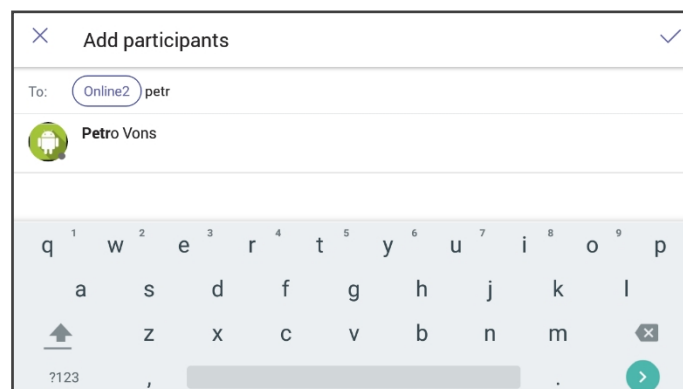 Add participants
To: Online2 petr
Petro Vons
q 1 w 2 e 3 r 4 t 5 y 6 u 7 i 8 o 9 p
a s d f g h j k l
z x c v b n m
?123 , .